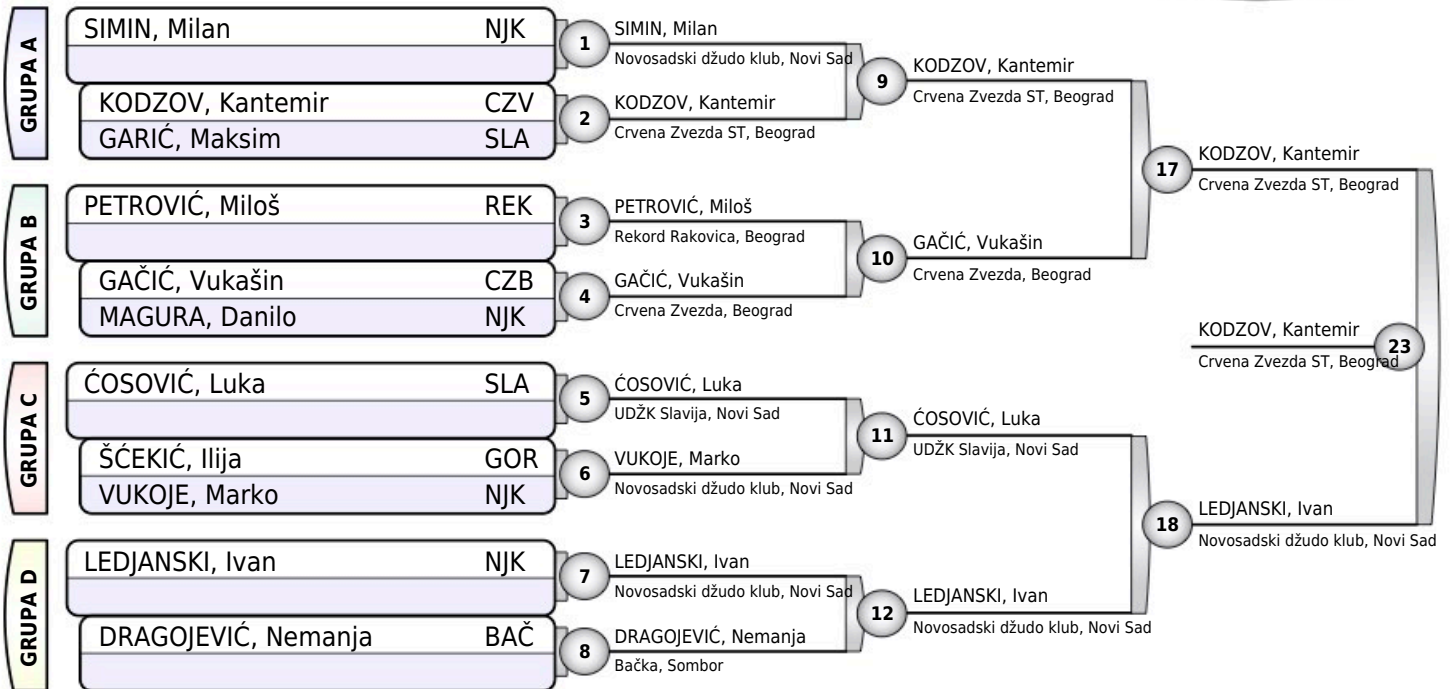 GRUPA A
SIMIN, Milan NJK
KODZOV, Kantemir CZV
GARIĆ, Maksim SLA
GRUPA B
PETROVIĆ, Miloš REK
GAČIĆ, Vukašin CZB
MAGURA, Danilo NJK
GRUPA C
ĆOSOVIĆ, Luka SLA
ŠĆEKIĆ, Ilija GOR
VUKOJE, Marko NJK
GRUPA D
LEDJANSKI, Ivan NJK
DRAGOJEVIĆ, Nemanja BAČ
1
SIMIN, Milan
Novosadski džudo klub, Novi Sad
2
KODZOV, Kantemir
Crvena Zvezda ST, Beograd
3
PETROVIĆ, Miloš
Rekord Rakovica, Beograd
4
GAČIĆ, Vukašin
Crvena Zvezda, Beograd
5
ĆOSOVIĆ, Luka
UDŽK Slavija, Novi Sad
6
VUKOJE, Marko
Novosadski džudo klub, Novi Sad
7
LEDJANSKI, Ivan
Novosadski džudo klub, Novi Sad
8
DRAGOJEVIĆ, Nemanja
Bačka, Sombor
9
KODZOV, Kantemir
Crvena Zvezda ST, Beograd
10
GAČIĆ, Vukašin
Crvena Zvezda, Beograd
11
ĆOSOVIĆ, Luka
UDŽK Slavija, Novi Sad
12
LEDJANSKI, Ivan
Novosadski džudo klub, Novi Sad
17
KODZOV, Kantemir
Crvena Zvezda ST, Beograd
18
LEDJANSKI, Ivan
Novosadski džudo klub, Novi Sad
KODZOV, Kantemir
23
Crvena Zvezda ST, Beograd